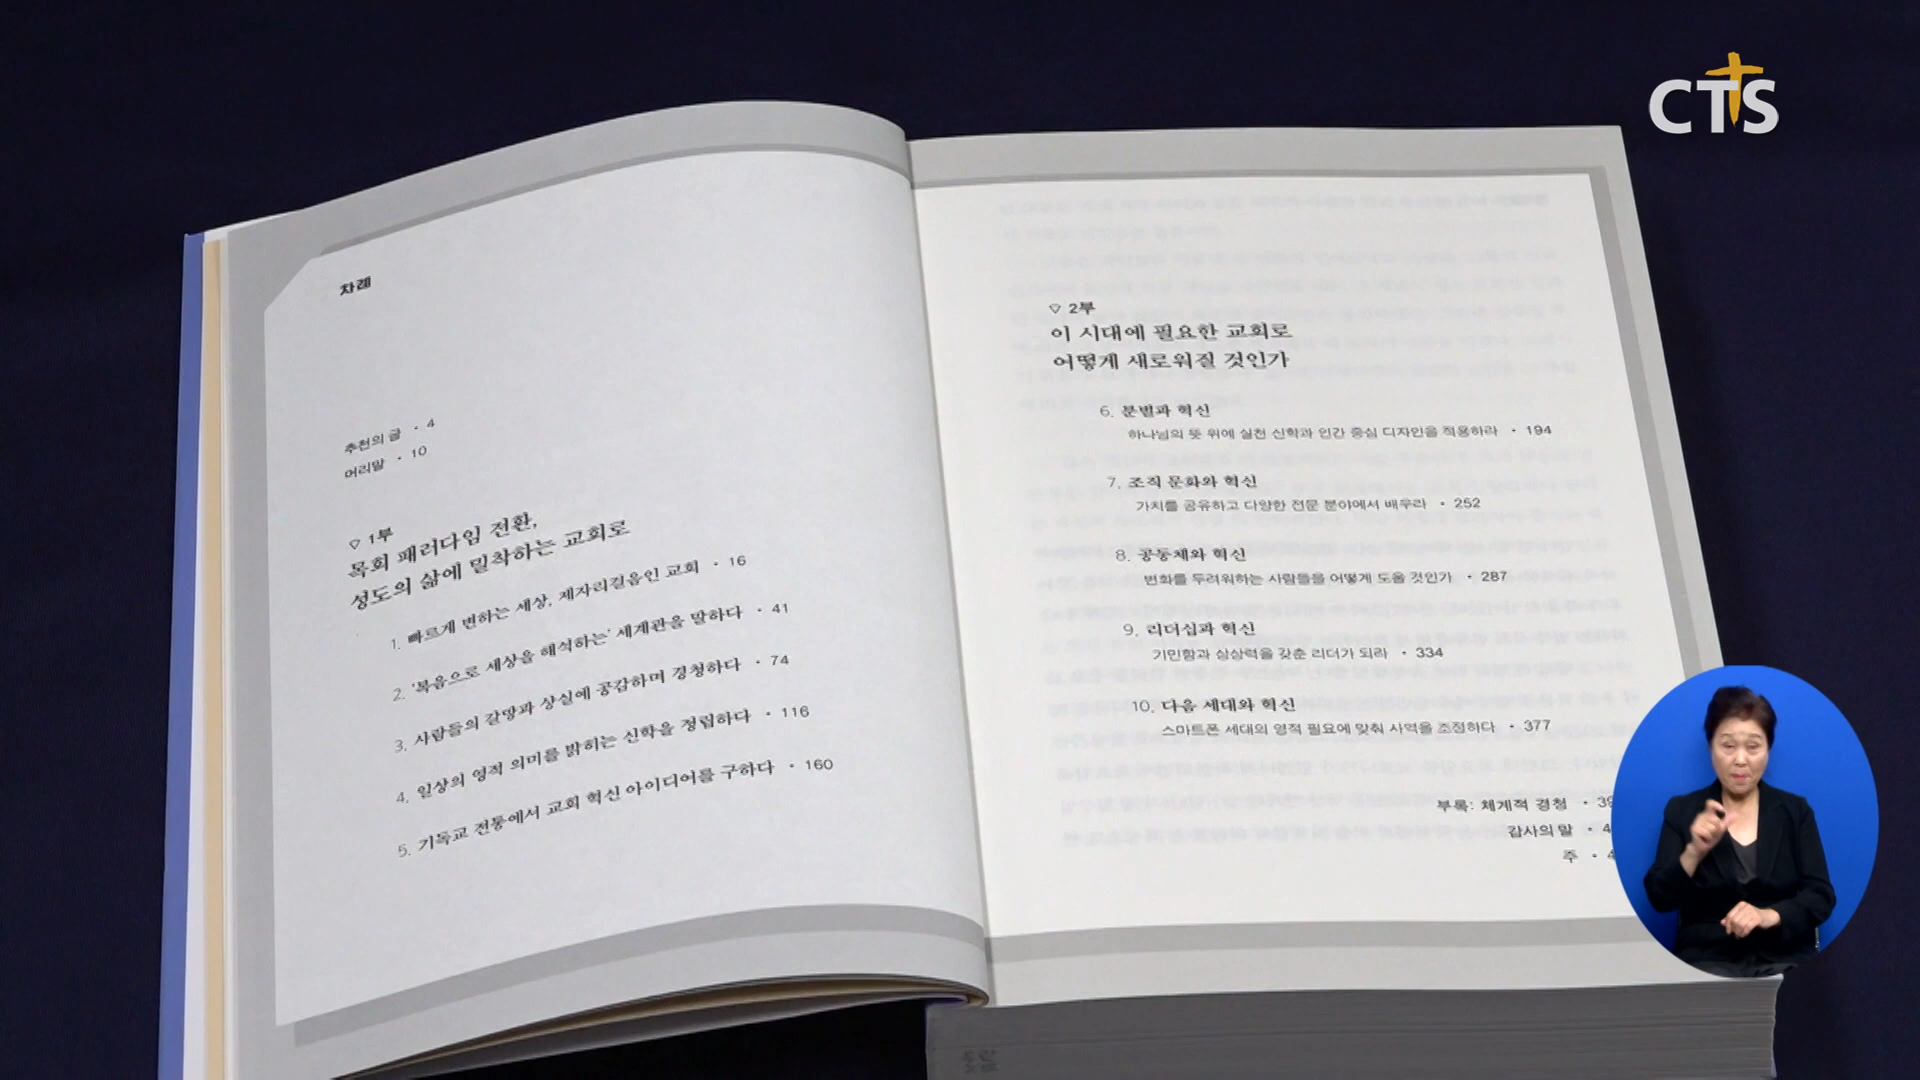 CTS
차례
추천의 글 • 4
머리말 • 10
▽ 1부
목회 패러다임 전환,
성도의 삶에 밀착하는 교회로
1. 빠르게 변하는 세상, 제자리걸음인 교회 • 16
2. '복음으로 세상을 해석하는' 세계관을 말하다 • 41
3. 사람들의 갈망과 상실에 공감하며 경청하다 • 74
4. 일상의 영적 의미를 밝히는 신학을 정립하다 • 116
5. 기독교 전통에서 교회 혁신 아이디어를 구하다 • 160
▽ 2부
이 시대에 필요한 교회로
어떻게 새로워질 것인가
6. 분별과 혁신
하나님의 뜻 위에 실천 신학과 인간 중심 디자인을 적용하라 • 194
7. 조직 문화와 혁신
가치를 공유하고 다양한 전문 분야에서 배우라 • 252
8. 공동체와 혁신
변화를 두려워하는 사람들을 어떻게 도울 것인가 • 287
9. 리더십과 혁신
기민함과 상상력을 갖춘 리더가 되라 • 334
10. 다음 세대와 혁신
스마트폰 세대의 영적 필요에 맞춰 사역을 조정하다 • 377
부록: 체계적 경청 •
감사의 말 •
주 •